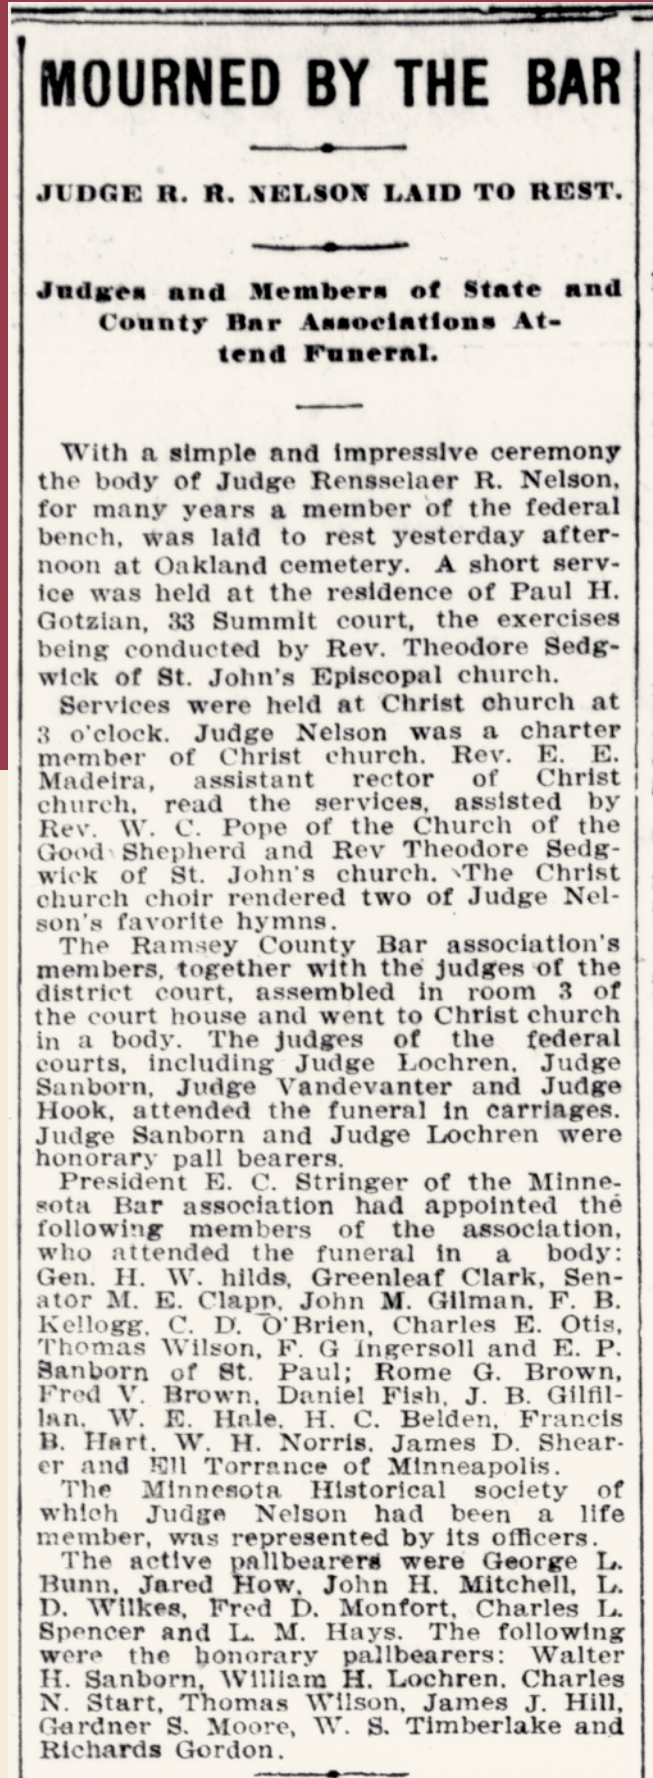 MOURNED BY THE BAR
JUDGE R. R. NELSON LAID TO REST.
Judges and Members of State and
County Bar Associations At-
tend Funeral.
With a simple and impressive ceremony
the body of Judge Rensselaer R. Nelson,
for many years a member of the federal
bench, was laid to rest yesterday after-
noon at Oakland cemetery. A short serv-
ice was held at the residence of Paul H.
Gotzian, 33 Summit court, the exercises
being conducted by Rev. Theodore Sedg-
wick of St. John's Episcopal church.
Services were held at Christ church at
3 o'clock. Judge Nelson was a charter
member of Christ church. Rev. E. E.
Madeira, assistant rector of Christ
church, read the services, assisted by
Rev. W. C. Pope of the Church of the
Good Shepherd and Rev Theodore Sedg-
wick of St. John's church. The Christ
church choir rendered two of Judge Nel-
son's favorite hymns.
The Ramsey County Bar association's
members, together with the judges of the
district court, assembled in room 3 of
the court house and went to Christ church
in a body. The judges of the federal
courts, including Judge Lochren, Judge
Sanborn, Judge Vandevanter and Judge
Hook, attended the funeral in carriages.
Judge Sanborn and Judge Lochren were
honorary pall bearers.
President E. C. Stringer of the Minne-
sota Bar association had appointed the
following members of the association,
who attended the funeral in a body:
Gen. H. W. hilds, Greenleaf Clark, Sen-
ator M. E. Clapp, John M. Gilman, F. B.
Kellogg, C. D. O'Brien, Charles E. Otis,
Thomas Wilson, F. G Ingersoll and E. P.
Sanborn of St. Paul; Rome G. Brown,
Fred V. Brown, Daniel Fish, J. B. Gilfil-
lan, W. E. Hale, H. C. Belden, Francis
B. Hart, W. H. Norris, James D. Shear-
er and Ell Torrance of Minneapolis.
The Minnesota Historical society of
which Judge Nelson had been a life
member, was represented by its officers.
The active pallbearers were George L.
Bunn, Jared How, John H. Mitchell, L.
D. Wilkes, Fred D. Monfort, Charles L.
Spencer and L. M. Hays. The following
were the honorary pallbearers: Walter
H. Sanborn, William H. Lochren, Charles
N. Start, Thomas Wilson, James J. Hill,
Gardner S. Moore, W. S. Timberlake and
Richards Gordon.